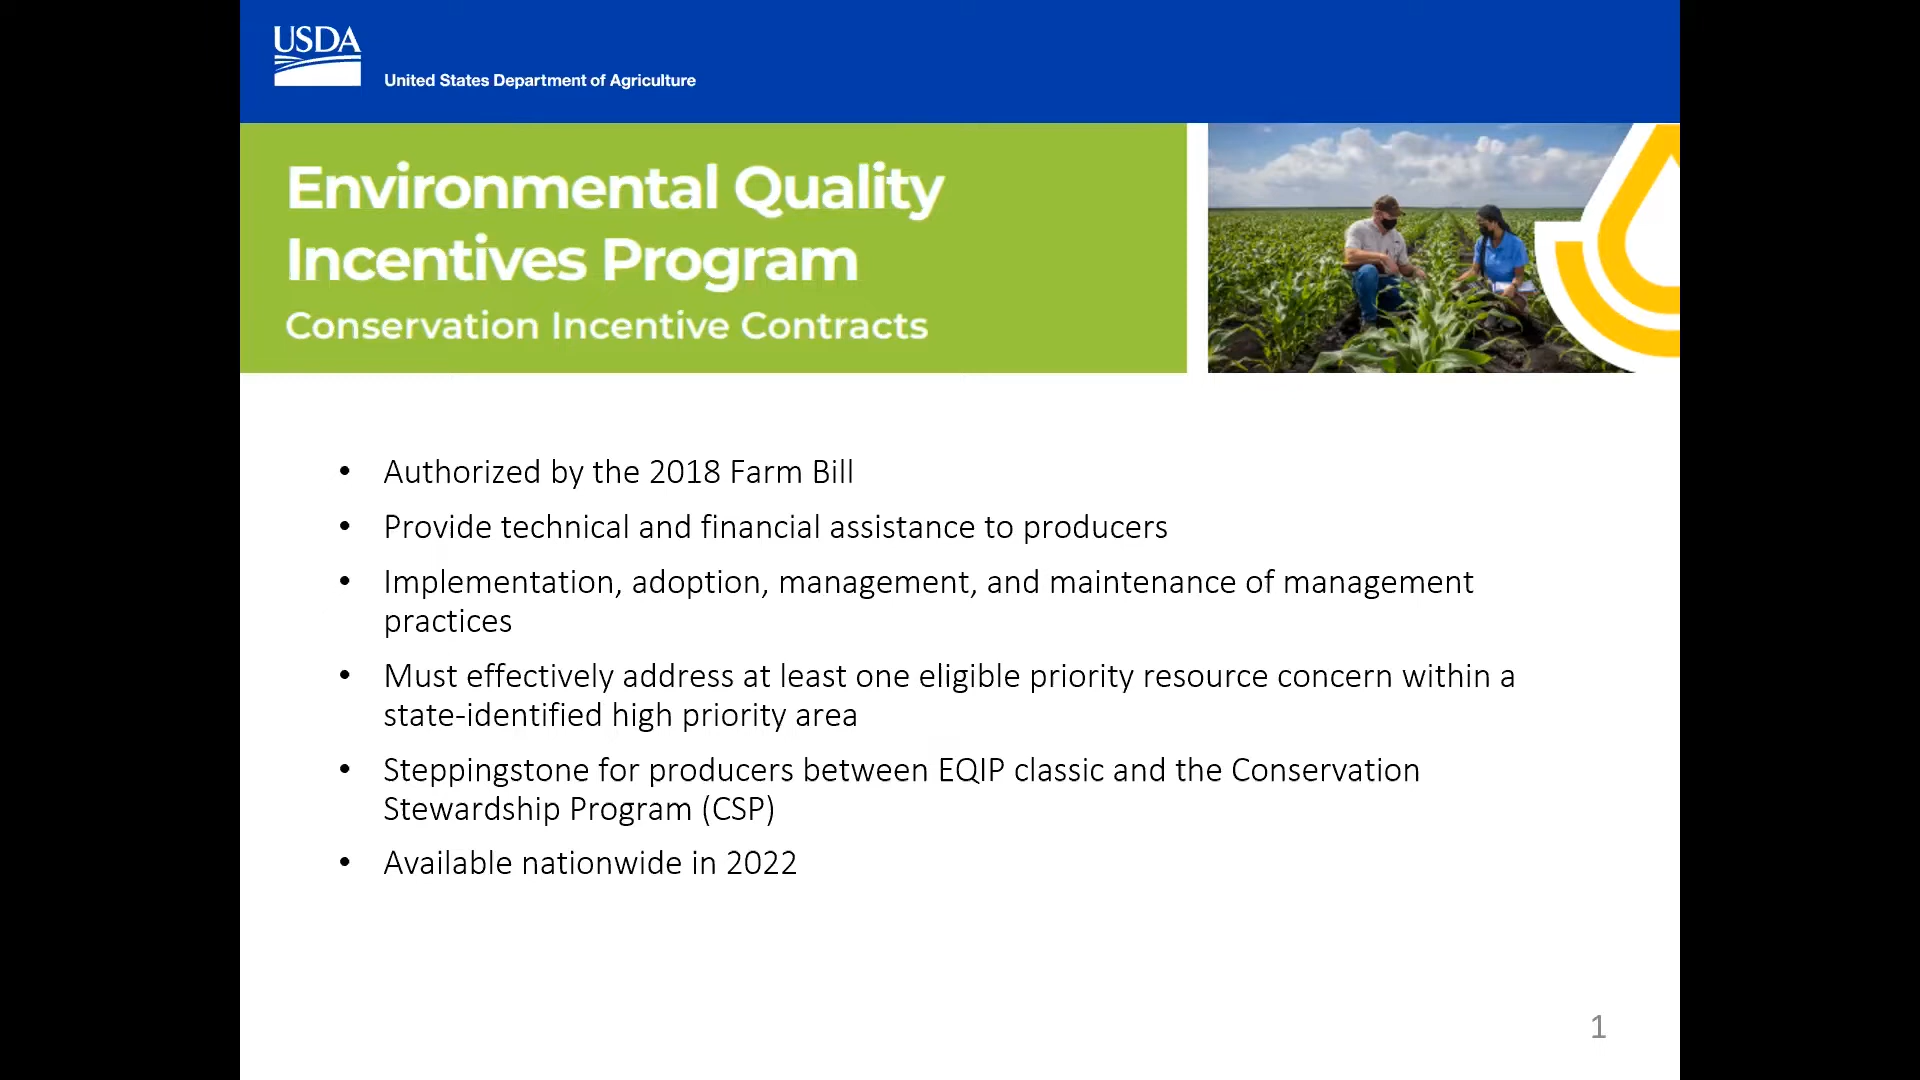 USDA
United States Department of Agriculture
Environmental Quality
Incentives Program
Conservation Incentive Contracts
• Authorized by the 2018 Farm Bill
• Provide technical and financial assistance to producers
• Implementation, adoption, management, and maintenance of management
practices
• Must effectively address at least one eligible priority resource concern within a
state-identified high priority area
• Steppingstone for producers between EQIP classic and the Conservation
Stewardship Program (CSP)
• Available nationwide in 2022
1